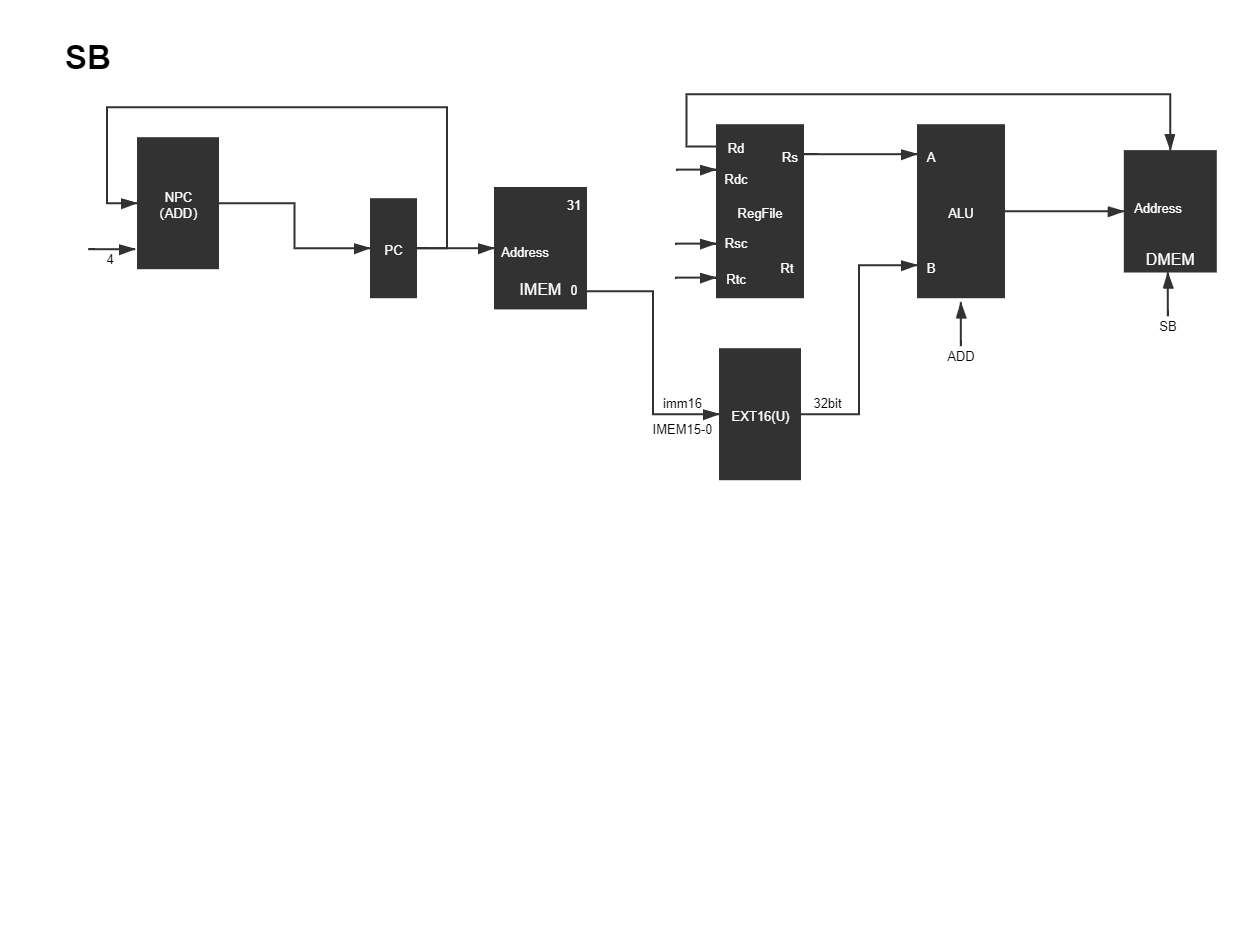 SB
NPC
(ADD)
4
PC
31
Address
IMEM 0
Rd
Rs
Rdc
RegFile
Rsc
Rt
Rtc
A
ALU
B
ADD
Address
DMEM
SB
imm16
IMEM15-0
EXT16(U)
32bit